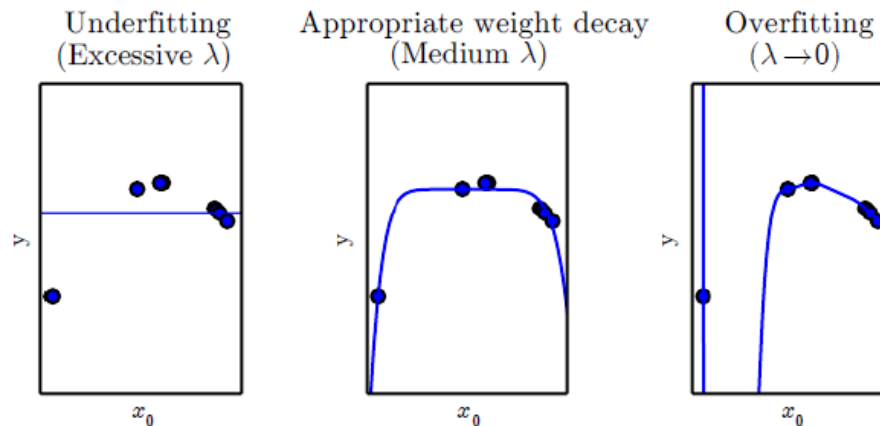 Underfitting
(Excessive λ)
Appropriate weight decay
(Medium λ)
Overfitting
(λ→0)
y
x₀
y
x₀
y
x₀